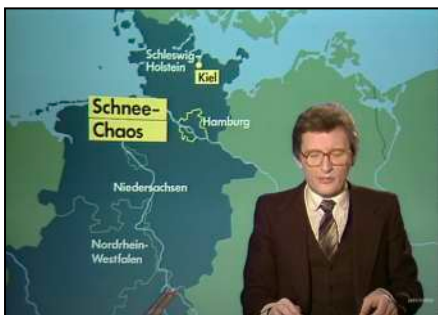 Schleswig-
Holstein
Kiel
Schnee-
Chaos
Hamburg
Niedersachsen
Nordrhein-
Westfalen